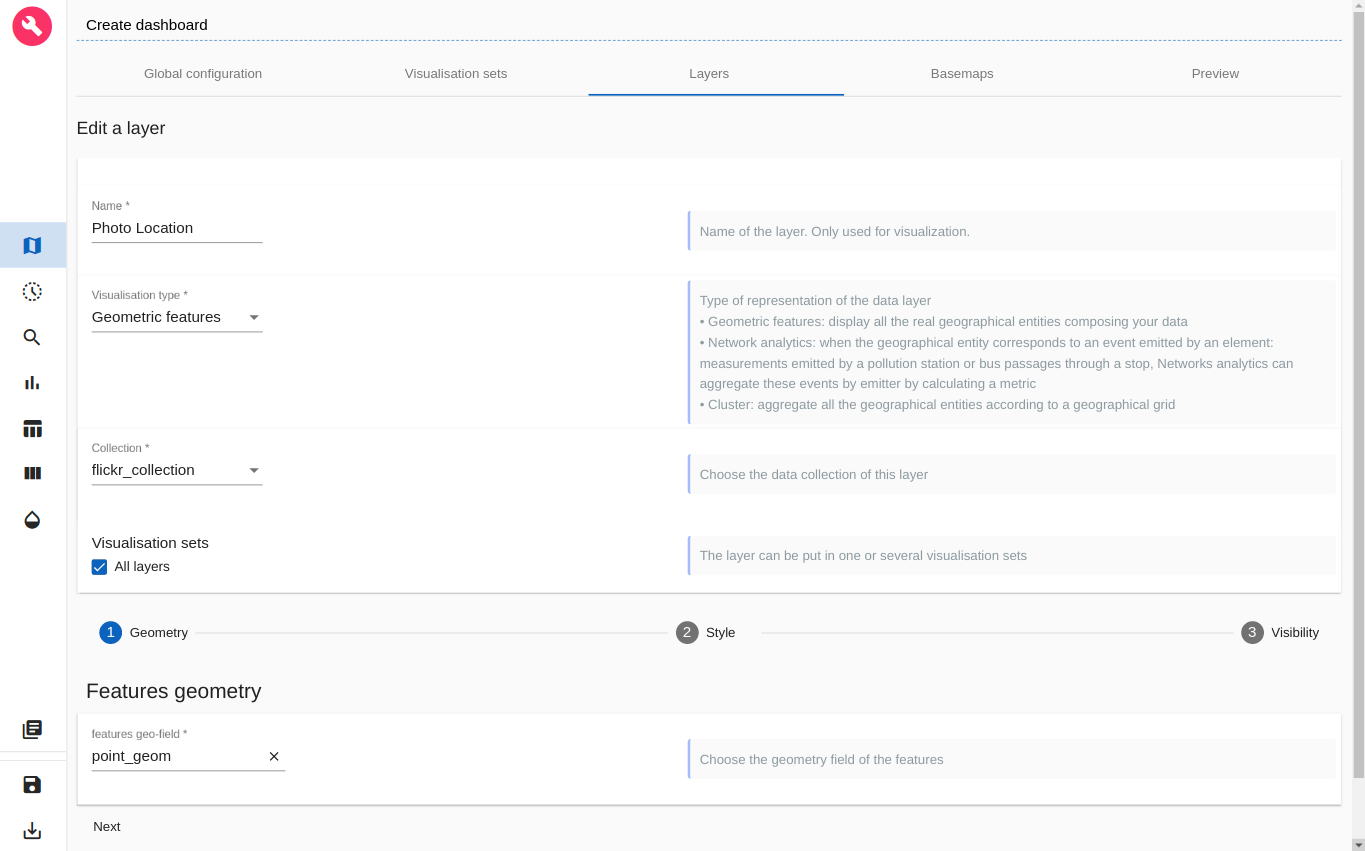 Create dashboard
Global configuration
Visualisation sets
Layers
Basemaps
Preview
Edit a layer
Name *
Photo Location
Name of the layer. Only used for visualization.
Visualisation type *
Geometric features
Type of representation of the data layer
• Geometric features: display all the real geographical entities composing your data
• Network analytics: when the geographical entity corresponds to an event emitted by an element:
measurements emitted by a pollution station or bus passages through a stop, Networks analytics can
aggregate these events by emitter by calculating a metric
• Cluster: aggregate all the geographical entities according to a geographical grid
Collection *
flickr_collection
Choose the data collection of this layer
Visualisation sets
All layers
The layer can be put in one or several visualisation sets
1 Geometry
2 Style
3 Visibility
Features geometry
features geo-field *
point_geom
Choose the geometry field of the features
Next